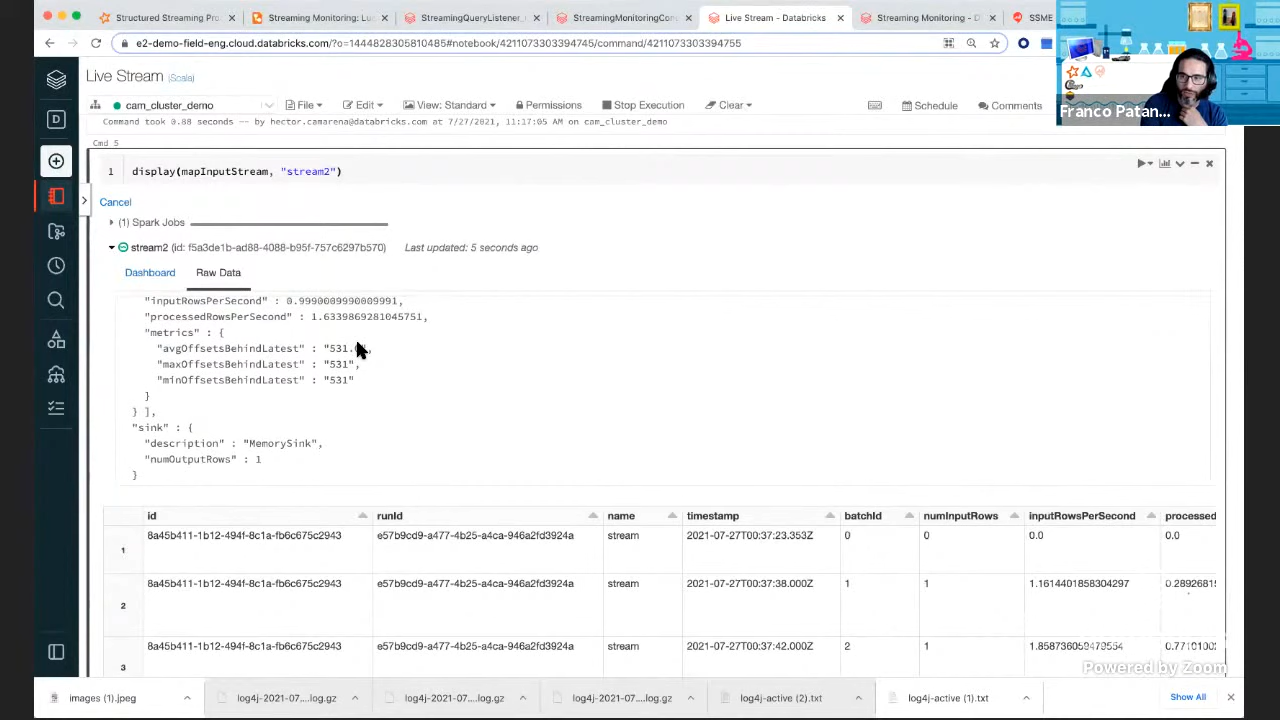 Structured Streaming Pro
Streaming Monitoring: Lu
StreamingQueryListener_
StreamingMonitoringCon
Live Stream - Databricks
Streaming Monitoring - D
SSME
e2-demo-field-eng.cloud.databricks.com/?o=1444828305810485#notebook/4211073303394745/command/4211073303394755
Live Stream (Scala)
cam_cluster_demo
File
Edit
View: Standard
Permissions
Stop Execution
Clear
Schedule
Comments
Franco Patan...
Command took 0.88 seconds -- by hector.camarena@databricks.com at 7/27/2021, 11:17:05 AM on cam_cluster_demo
Cmd 5
1 display(mapInputStream, "stream2")
Cancel
(1) Spark Jobs
stream2 (id: f5a3de1b-ad88-4088-b95f-757c6297b570) Last updated: 5 seconds ago
Dashboard Raw Data
"inputRowsPerSecond" : 0.9990009990009991,
"processedRowsPerSecond" : 1.6339869281045751,
"metrics" : {
"avgOffsetsBehindLatest" : "531.
"maxOffsetsBehindLatest" : "531",
"minOffsetsBehindLatest" : "531"
}
} ],
"sink" : {
"description" : "MemorySink",
"numOutputRows" : 1
}
id runId name timestamp batchId numInputRows inputRowsPerSecond processed
1 8a45b411-1b12-494f-8c1a-fb6c675c2943 e57b9cd9-a477-4b25-a4ca-946a2fd3924a stream 2021-07-27T00:37:23.353Z 0 0 0.0 0.0
2 8a45b411-1b12-494f-8c1a-fb6c675c2943 e57b9cd9-a477-4b25-a4ca-946a2fd3924a stream 2021-07-27T00:37:38.000Z 1 1 1.1614401858304297 0.28926815
3 8a45b411-1b12-494f-8c1a-fb6c675c2943 e57b9cd9-a477-4b25-a4ca-946a2fd3924a stream 2021-07-27T00:37:42.000Z 2 1
Powered by Zoom
images (1).jpeg
log4j-2021-07....log.gz
log4j-2021-07....log.gz
log4j-2021-07....log.gz
log4j-active (2).txt
log4j-active (1).txt
Show All